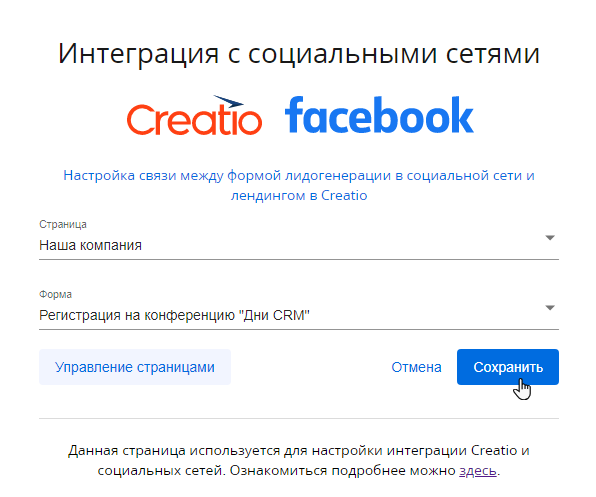 Интеграция с социальными сетями
Creatio facebook
Настройка связи между формой лидогенерации в социальной сети и
лендингом в Creatio
Страница
Наша компания
Форма
Регистрация на конференцию "Дни CRM"
Управление страницами Отмена Сохранить
Данная страница используется для настройки интеграции Creatio и
социальных сетей. Ознакомиться подробнее можно здесь.